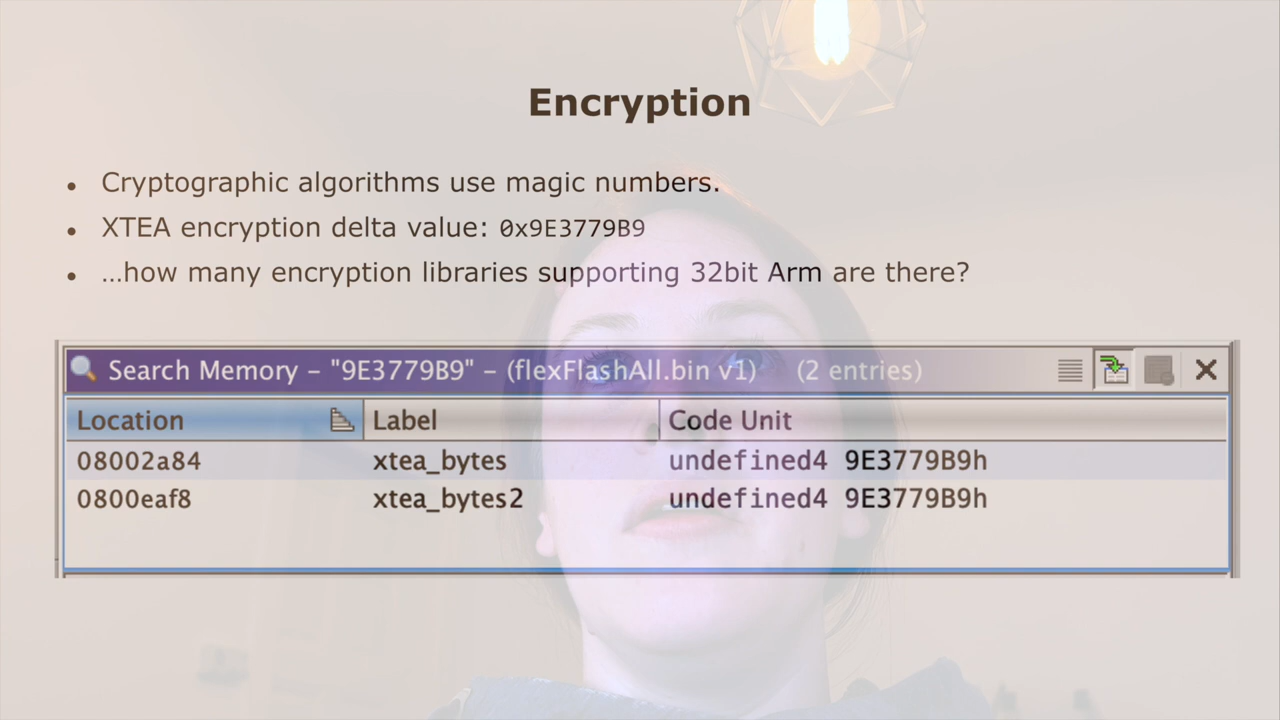 Encryption
Cryptographic algorithms use magic numbers.
XTEA encryption delta value: 0x9E3779B9
…how many encryption libraries supporting 32bit Arm are there?
Search Memory – "9E3779B9" – (flexFlashAll.bin v1) (2 entries)
Location Label Code Unit
08002a84 xtea_bytes undefined4 9E3779B9h
0800eaf8 xtea_bytes2 undefined4 9E3779B9h